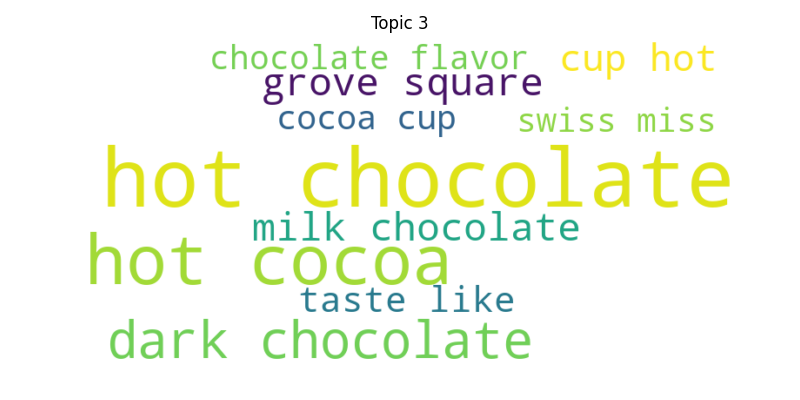 Topic 3
chocolate flavor
cup hot
grove square
cocoa cup
swiss miss
hot chocolate
milk chocolate
hot cocoa
taste like
dark chocolate